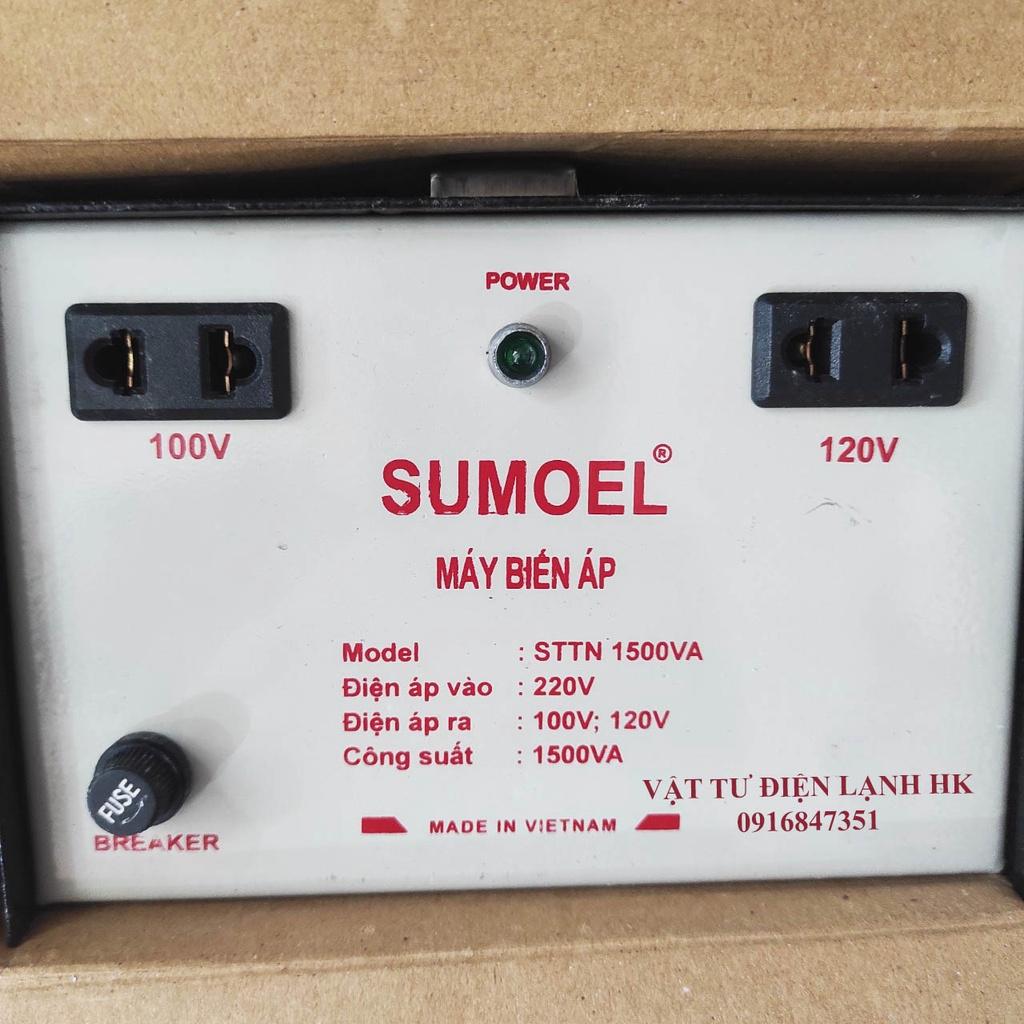 POWER
100V
120V
SUMOEL®
MÁY BIẾN ÁP
Model : STTN 1500VA
Điện áp vào : 220V
Điện áp ra : 100V; 120V
Công suất : 1500VA
FUSE
BREAKER
MADE IN VIETNAM
VẬT TƯ ĐIỆN LẠNH HK
0916847351